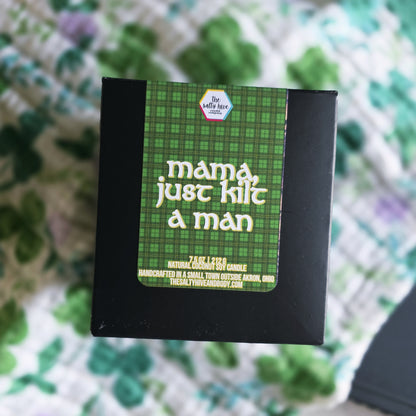 the
salty hive
mama,
just kilt
a man
7.5 OZ | 212 G
NATURAL COCONUT SOY CANDLE
HANDCRAFTED IN A SMALL TOWN OUTSIDE AKRON, OHIO
THESALTYHIVEANDBODY.COM